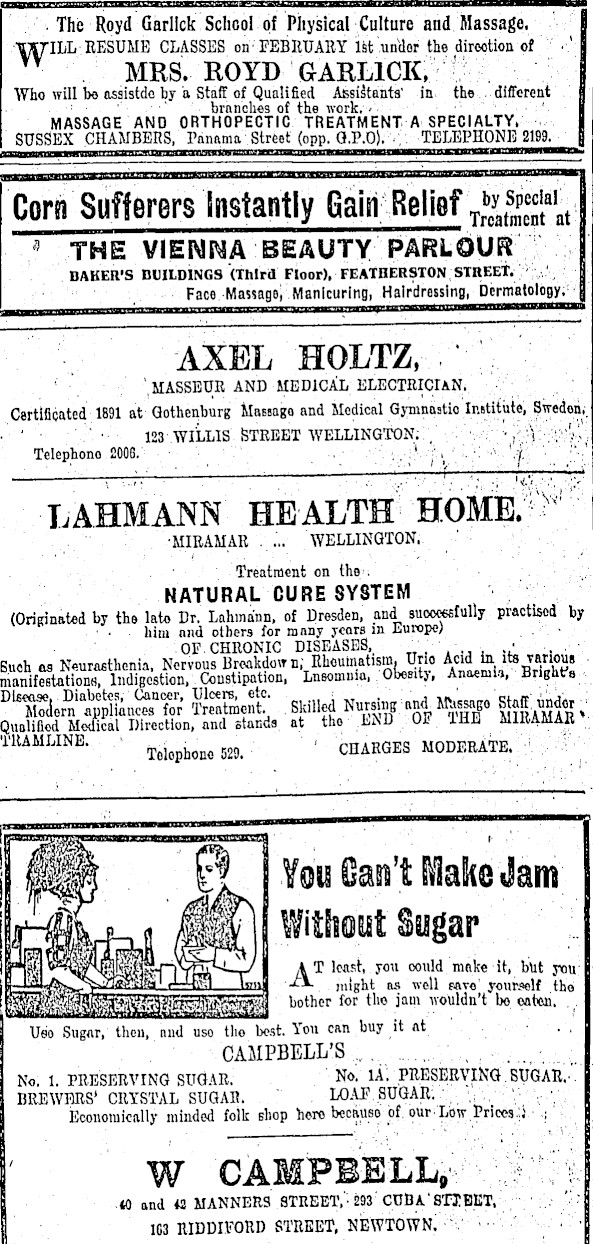 The Royd Garlick School of Physical Culture and Massage.
WILL RESUME CLASSES on FEBRUARY 1st under the direction of
MRS. ROYD GARLICK,
Who will be assistde by a Staff of Qualified Assistants in the different
branches of the work.
MASSAGE AND ORTHOPECTIC TREATMENT A SPECIALTY,
SUSSEX CHAMBERS, Panama Street (opp. G.P.O). TELEPHONE 2199.
Corn Sufferers Instantly Gain Relief by Special
Treatment at
THE VIENNA BEAUTY PARLOUR
BAKER'S BUILDINGS (Third Floor), FEATHERSTON STREET.
Face Massage, Manicuring, Hairdressing, Dermatology.
AXEL HOLTZ,
MASSEUR AND MEDICAL ELECTRICIAN.
Certificated 1891 at Gothenburg Massage and Medical Gymnastic Institute, Sweden.
123 WILLIS STREET WELLINGTON.
Telephone 2006.
LAHMANN HEALTH HOME.
MIRAMAR ... WELLINGTON.
Treatment on the
NATURAL CURE SYSTEM
(Originated by the late Dr. Lahmann, of Dresden, and successfully practised by
him and others for many years in Europe)
OF CHRONIC DISEASES,
Such as Neurasthenia, Nervous Breakdown, Rheumatism, Uric Acid in its various
manifestations, Indigestion, Constipation, Insomnia, Obesity, Anaemia, Bright's
Disease, Diabetes, Cancer, Ulcers, etc.
Modern appliances for Treatment. Skilled Nursing and Massage Staff under
Qualified Medical Direction, and stands at the END OF THE MIRAMAR
TRAMLINE.
Telephone 529. CHARGES MODERATE.
You Can't Make Jam
Without Sugar
AT least, you could make it, but you
might as well save yourself the
bother for the jam wouldn't be eaten.
Use Sugar, then, and use the best. You can buy it at
CAMPBELL'S
No. 1. PRESERVING SUGAR. No. 1A. PRESERVING SUGAR.
BREWERS' CRYSTAL SUGAR. LOAF SUGAR.
Economically minded folk shop here because of our Low Prices.
W CAMPBELL,
40 and 42 MANNERS STREET, 293 CUBA STREET,
163 RIDDIFORD STREET, NEWTOWN.